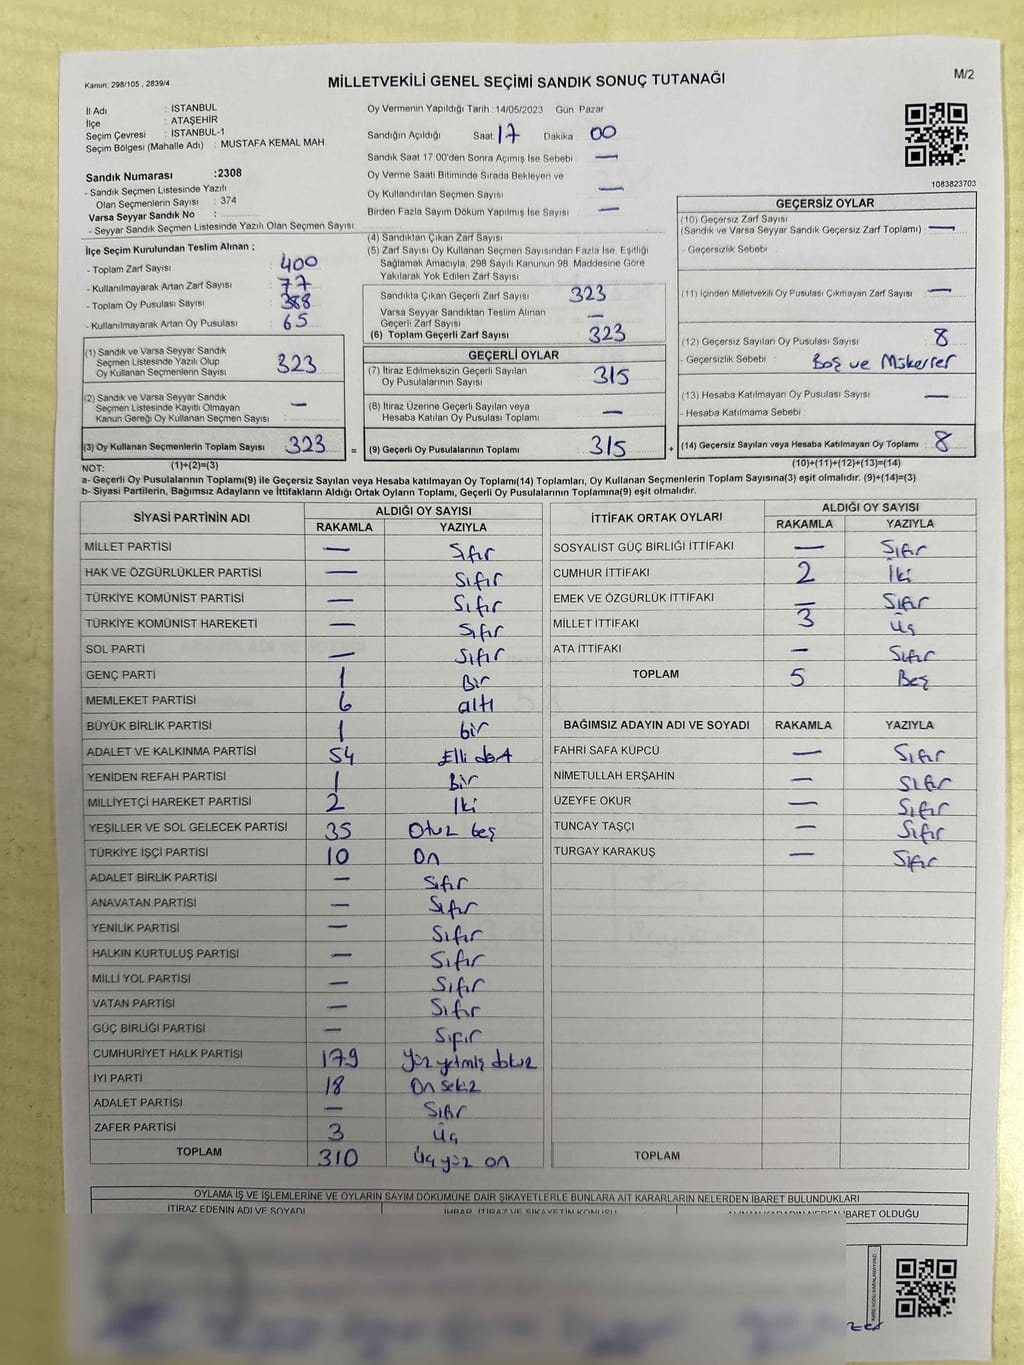 Kanun: 298/105 , 2839/4
MİLLETVEKİLİ GENEL SEÇİMİ SANDIK SONUÇ TUTANAĞI
M/2
İl Adı : İSTANBUL
İlçe : ATAŞEHİR
Seçim Çevresi : İSTANBUL-1
Seçim Bölgesi (Mahalle Adı) : MUSTAFA KEMAL MAH.
Oy Vermenin Yapıldığı Tarih : 14/05/2023 Gün Pazar
Sandığın Açıldığı Saat 17 Dakika 00
Sandık Saat 17:00'den Sonra Açımış İse Sebebi —
Oy Verme Saati Bitiminde Sırada Bekleyen ve
Oy Kullandırılan Seçmen Sayısı —
Birden Fazla Sayım Döküm Yapılmış İse Sayısı —
1083823703
Sandık Numarası :2308
- Sandık Seçmen Listesinde Yazılı
Olan Seçmenlerin Sayısı : 374
Varsa Seyyar Sandık No :
- Seyyar Sandık Seçmen Listesinde Yazılı Olan Seçmen Sayısı:
İlçe Seçim Kurulundan Teslim Alınan ;
- Toplam Zarf Sayısı 400
- Kullanılmayarak Artan Zarf Sayısı 77
- Toplam Oy Pusulası Sayısı 388
- Kullanılmayarak Artan Oy Pusulası 65
(1) Sandık ve Varsa Seyyar Sandık
Seçmen Listesinde Yazılı Olup
Oy Kullanan Seçmenlerin Sayısı 323
(2) Sandık ve Varsa Seyyar Sandık
Seçmen Listesinde Kayıtlı Olmayan
Kanun Gereği Oy Kullanan Seçmen Sayısı —
(3) Oy Kullanan Seçmenlerin Toplam Sayısı 323 =
(1)+(2)=(3)
(4) Sandıktan Çıkan Zarf Sayısı
(5) Zarf Sayısı Oy Kullanan Seçmen Sayısından Fazla İse, Eşitliği
Sağlamak Amacıyla, 298 Sayılı Kanunun 98. Maddesine Göre
Yakılarak Yok Edilen Zarf Sayısı
Sandıkta Çıkan Geçerli Zarf Sayısı 323
Varsa Seyyar Sandıktan Teslim Alınan
Geçerli Zarf Sayısı —
(6) Toplam Geçerli Zarf Sayısı 323
GEÇERLİ OYLAR
(7) İtiraz Edilmeksizin Geçerli Sayılan
Oy Pusulalarının Sayısı 315
(8) İtiraz Üzerine Geçerli Sayılan veya
Hesaba Katılan Oy Pusulası Toplamı —
(9) Geçerli Oy Pusulalarının Toplamı 315 +
GEÇERSİZ OYLAR
(10) Geçersiz Zarf Sayısı
(Sandık ve Varsa Seyyar Sandık Geçersiz Zarf Toplamı) —
- Geçersizlik Sebebi
(11) İçinden Milletvekili Oy Pusulası Çıkmayan Zarf Sayısı —
(12) Geçersiz Sayılan Oy Pusulası Sayısı 8
- Geçersizlik Sebebi Boş ve Mükerrer
(13) Hesaba Katılmayan Oy Pusulası Sayısı —
- Hesaba Katılmama Sebebi
(14) Geçersiz Sayılan veya Hesaba Katılmayan Oy Toplamı 8
(10)+(11)+(12)+(13)=(14)
NOT:
a- Geçerli Oy Pusulalarının Toplamı(9) ile Geçersiz Sayılan veya Hesaba katılmayan Oy Toplamı(14) Toplamları, Oy Kullanan Seçmenlerin Toplam Sayısına(3) eşit olmalıdır. (9)+(14)=(3)
b- Siyasi Partilerin, Bağımsız Adayların ve İttifakların Aldığı Ortak Oyların Toplamı, Geçerli Oy Pusulalarının Toplamına(9) eşit olmalıdır.
SİYASİ PARTİNİN ADI ALDIĞI OY SAYISI
RAKAMLA YAZIYLA
MİLLET PARTİSİ — Sıfır
HAK VE ÖZGÜRLÜKLER PARTİSİ — Sıfır
TÜRKİYE KOMÜNİST PARTİSİ — Sıfır
TÜRKİYE KOMÜNİST HAREKETİ — Sıfır
SOL PARTİ — Sıfır
GENÇ PARTİ 1 Bir
MEMLEKET PARTİSİ 6 altı
BÜYÜK BİRLİK PARTİSİ 1 bir
ADALET VE KALKINMA PARTİSİ 54 Elli dört
YENİDEN REFAH PARTİSİ 1 Bir
MİLLİYETÇİ HAREKET PARTİSİ 2 İki
YEŞİLLER VE SOL GELECEK PARTİSİ 35 Otuz beş
TÜRKİYE İŞÇİ PARTİSİ 10 On
ADALET BİRLİK PARTİSİ — Sıfır
ANAVATAN PARTİSİ — Sıfır
YENİLİK PARTİSİ — Sıfır
HALKIN KURTULUŞ PARTİSİ — Sıfır
MİLLİ YOL PARTİSİ — Sıfır
VATAN PARTİSİ — Sıfır
GÜÇ BİRLİĞİ PARTİSİ — Sıfır
CUMHURİYET HALK PARTİSİ 179 Yüz yetmiş dokuz
İYİ PARTİ 18 On sekiz
ADALET PARTİSİ — Sıfır
ZAFER PARTİSİ 3 üç
TOPLAM 310 Üç yüz on
İTTİFAK ORTAK OYLARI ALDIĞI OY SAYISI
RAKAMLA YAZIYLA
SOSYALİST GÜÇ BİRLİĞİ İTTİFAKI — Sıfır
CUMHUR İTTİFAKI 2 İki
EMEK VE ÖZGÜRLÜK İTTİFAKI — Sıfır
MİLLET İTTİFAKI 3 üç
ATA İTTİFAKI — Sıfır
TOPLAM 5 Beş
BAĞIMSIZ ADAYIN ADI VE SOYADI RAKAMLA YAZIYLA
FAHRİ SAFA KÜPCÜ — Sıfır
NİMETULLAH ERŞAHİN — Sıfır
ÜZEYFE OKUR — Sıfır
TUNCAY TAŞÇI — Sıfır
TURGAY KARAKUŞ — Sıfır
TOPLAM
OYLAMA İŞ VE İŞLEMLERİNE VE OYLARIN SAYIM DÖKÜMÜNE DAİR ŞİKAYETLERLE BUNLARA AİT KARARLARIN NELERDEN İBARET BULUNDUKLARI
İTİRAZ EDENİN ADI VE SOYADI İHBAR, İTİRAZ VE ŞİKAYETİN KONUSU ALINAN KARARIN NEDEN İBARET OLDUĞU